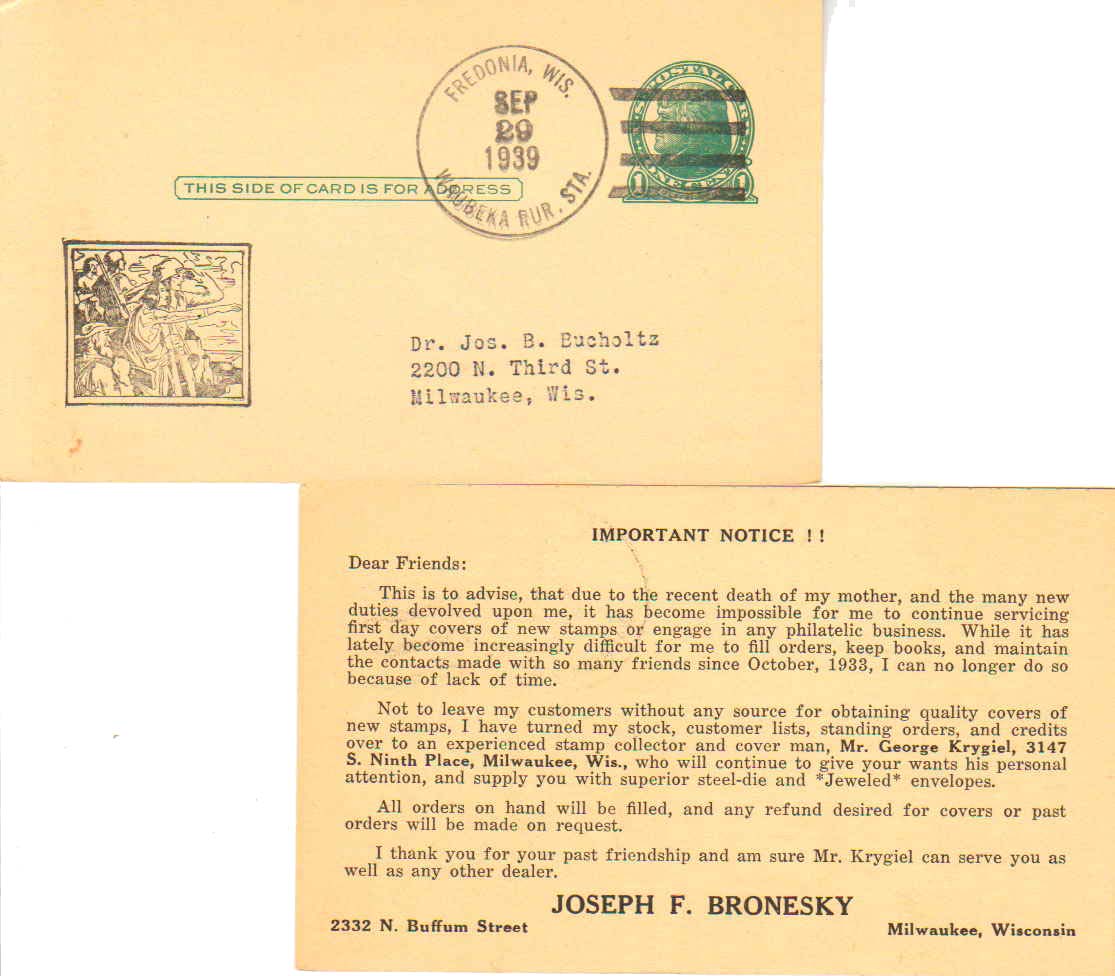 FREDONIA, WIS.
SEP
29
1939
WAUBEKA RUR. STA.
THIS SIDE OF CARD IS FOR ADDRESS
1 1
Dr. Jos. B. Bucholtz
2200 N. Third St.
Milwaukee, Wis.
IMPORTANT NOTICE ! !
Dear Friends:
This is to advise, that due to the recent death of my mother, and the many new
duties devolved upon me, it has become impossible for me to continue servicing
first day covers of new stamps or engage in any philatelic business. While it has
lately become increasingly difficult for me to fill orders, keep books, and maintain
the contacts made with so many friends since October, 1933, I can no longer do so
because of lack of time.
Not to leave my customers without any source for obtaining quality covers of
new stamps, I have turned my stock, customer lists, standing orders, and credits
over to an experienced stamp collector and cover man, Mr. George Krygiel, 3147
S. Ninth Place, Milwaukee, Wis., who will continue to give your wants his personal
attention, and supply you with superior steel-die and *Jeweled* envelopes.
All orders on hand will be filled, and any refund desired for covers or past
orders will be made on request.
I thank you for your past friendship and am sure Mr. Krygiel can serve you as
well as any other dealer.
JOSEPH F. BRONESKY
2332 N. Buffum Street
Milwaukee, Wisconsin